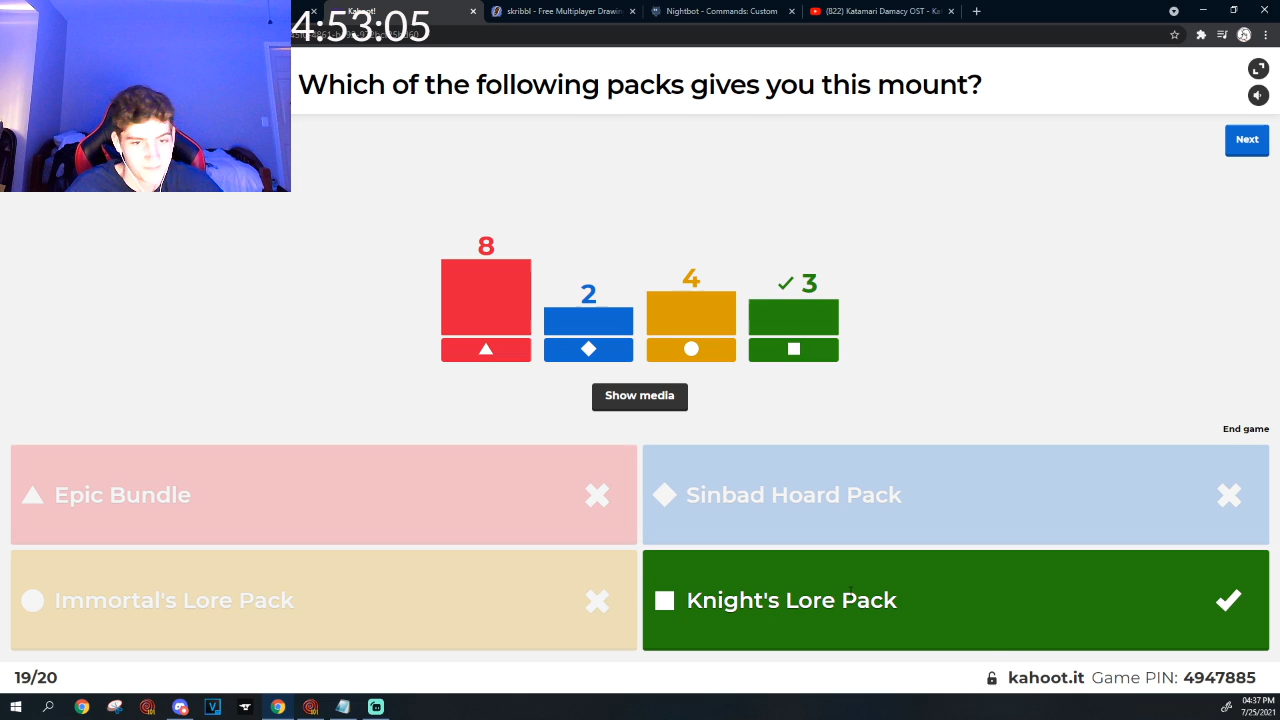 Kahoot!
skribbl - Free Multiplayer Drawin
Nightbot - Commands: Custom
(822) Katamari Damacy OST - Ka
4:53:05
Which of the following packs gives you this mount?
Next
8
2
4
3
Show media
End game
Epic Bundle
Sinbad Hoard Pack
Immortal's Lore Pack
Knight's Lore Pack
19/20
kahoot.it Game PIN: 4947885
04:37 PM
7/25/2021